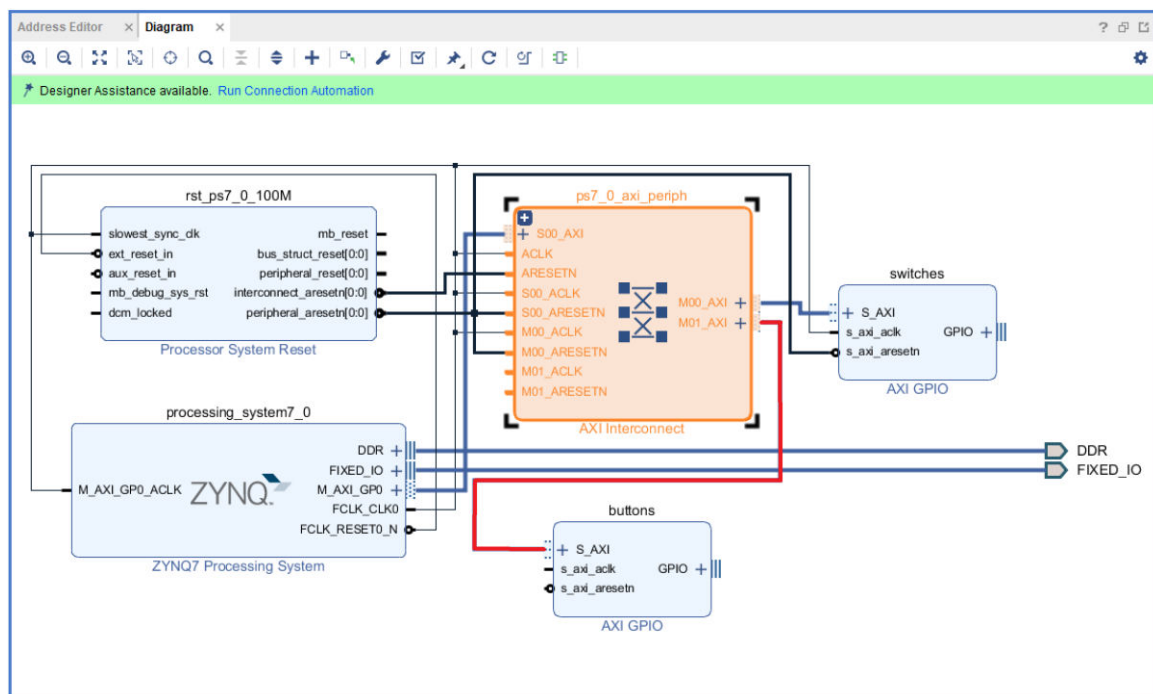 Address Editor × Diagram ×
?
Designer Assistance available. Run Connection Automation
rst_ps7_0_100M
slowest_sync_clk
ext_reset_in
aux_reset_in
mb_debug_sys_rst
dcm_locked
mb_reset
bus_struct_reset[0:0]
peripheral_reset[0:0]
interconnect_aresetn[0:0]
peripheral_aresetn[0:0]
Processor System Reset
ps7_0_axi_periph
S00_AXI
ACLK
ARESETN
S00_ACLK
S00_ARESETN
M00_ACLK
M00_ARESETN
M01_ACLK
M01_ARESETN
M00_AXI
M01_AXI
AXI Interconnect
switches
S_AXI
s_axi_aclk
s_axi_aresetn
GPIO
AXI GPIO
processing_system7_0
M_AXI_GP0_ACLK
ZYNQ
DDR
FIXED_IO
M_AXI_GP0
FCLK_CLK0
FCLK_RESET0_N
ZYNQ7 Processing System
DDR
FIXED_IO
buttons
S_AXI
s_axi_aclk
s_axi_aresetn
GPIO
AXI GPIO